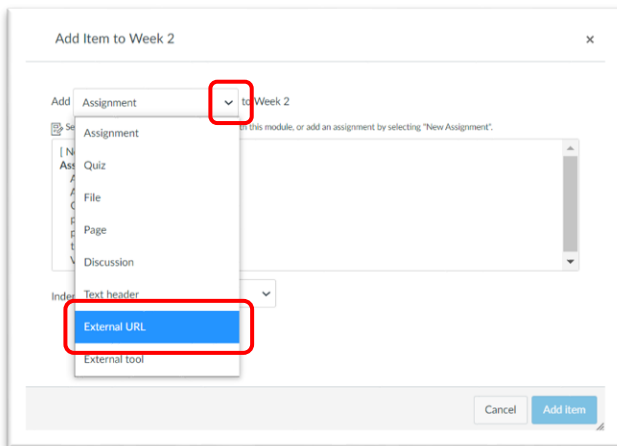 Add Item to Week 2
×
Add Assignment to Week 2
Se this module, or add an assignment by selecting "New Assignment".
Assignment
[ N
Ass
Quiz
File
Page
Discussion
Inde Text header
External URL
External tool
Cancel Add Item